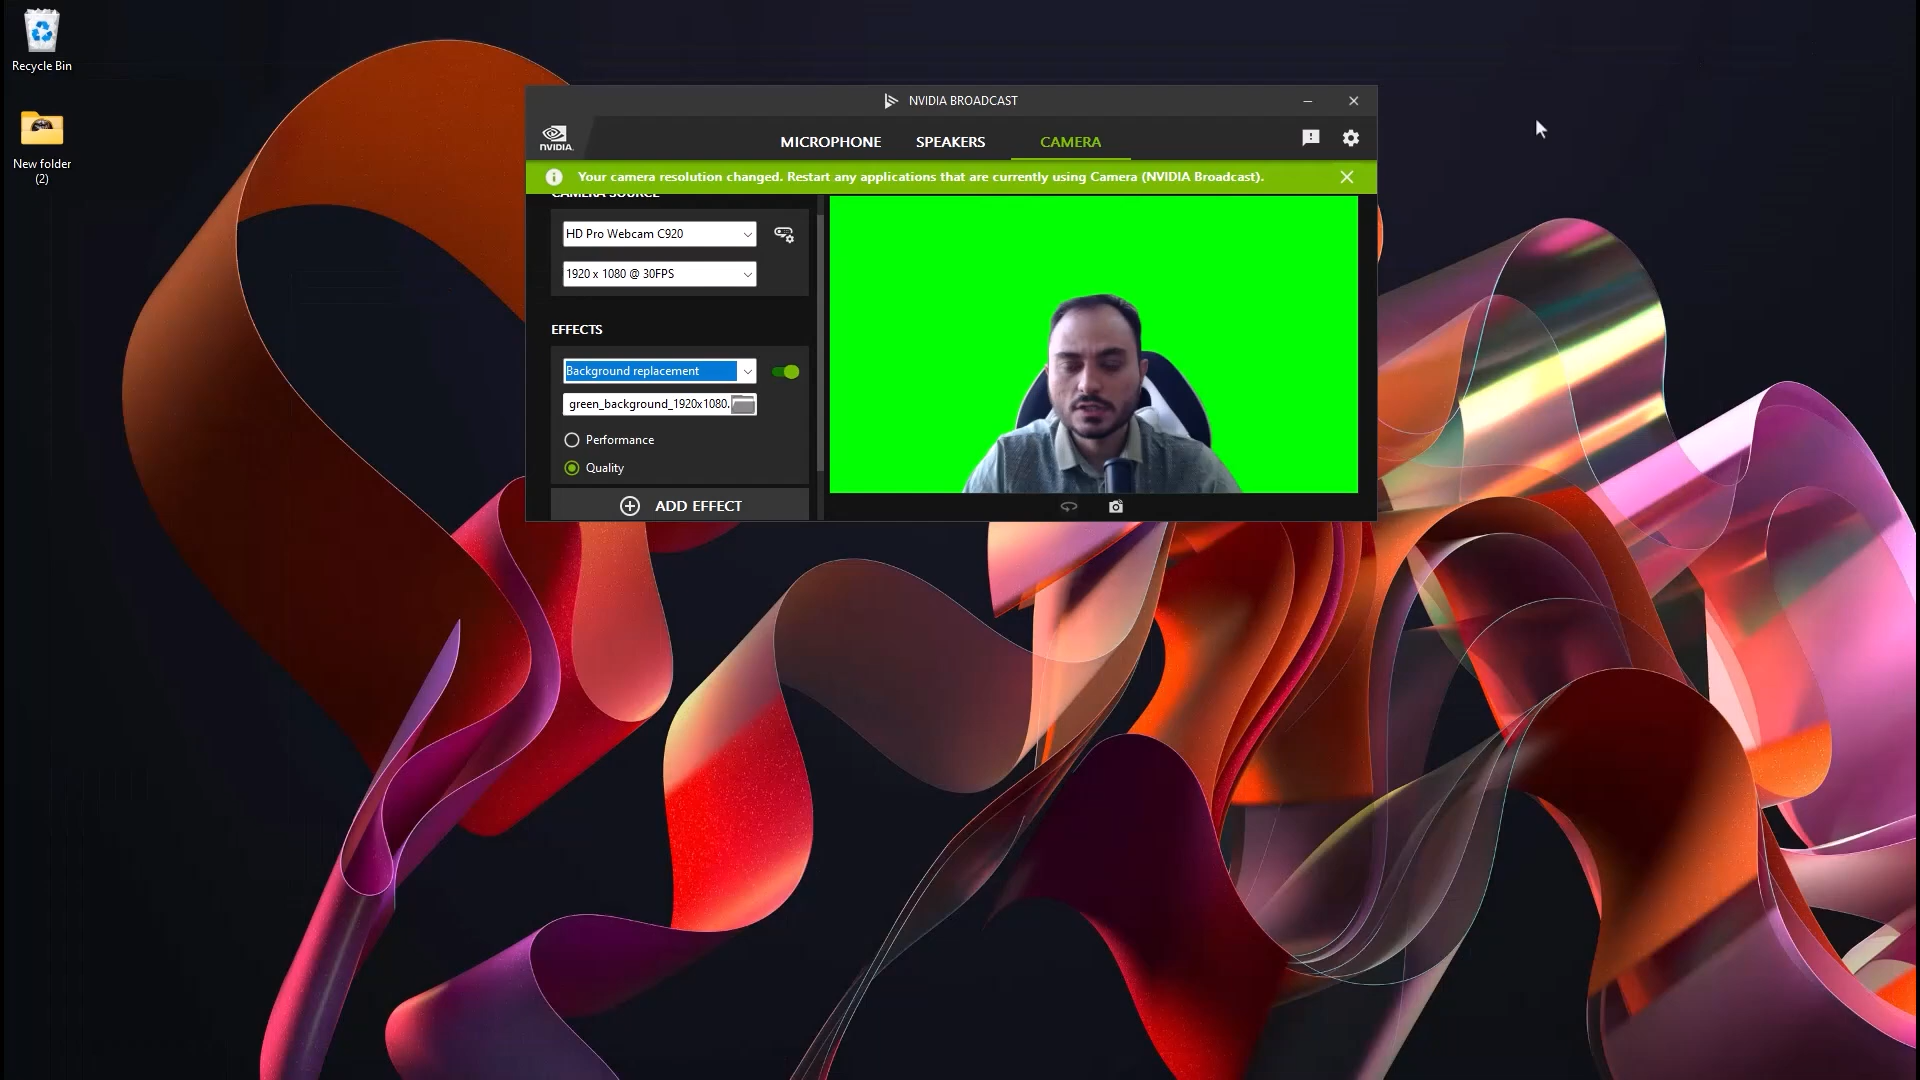 Recycle Bin
New folder
(2)
NVIDIA BROADCAST
NVIDIA.
MICROPHONE
SPEAKERS
CAMERA
Your camera resolution changed. Restart any applications that are currently using Camera (NVIDIA Broadcast).
CAMERA SOURCE
HD Pro Webcam C920
1920 x 1080 @ 30FPS
EFFECTS
Background replacement
green_background_1920x1080.
Performance
Quality
ADD EFFECT